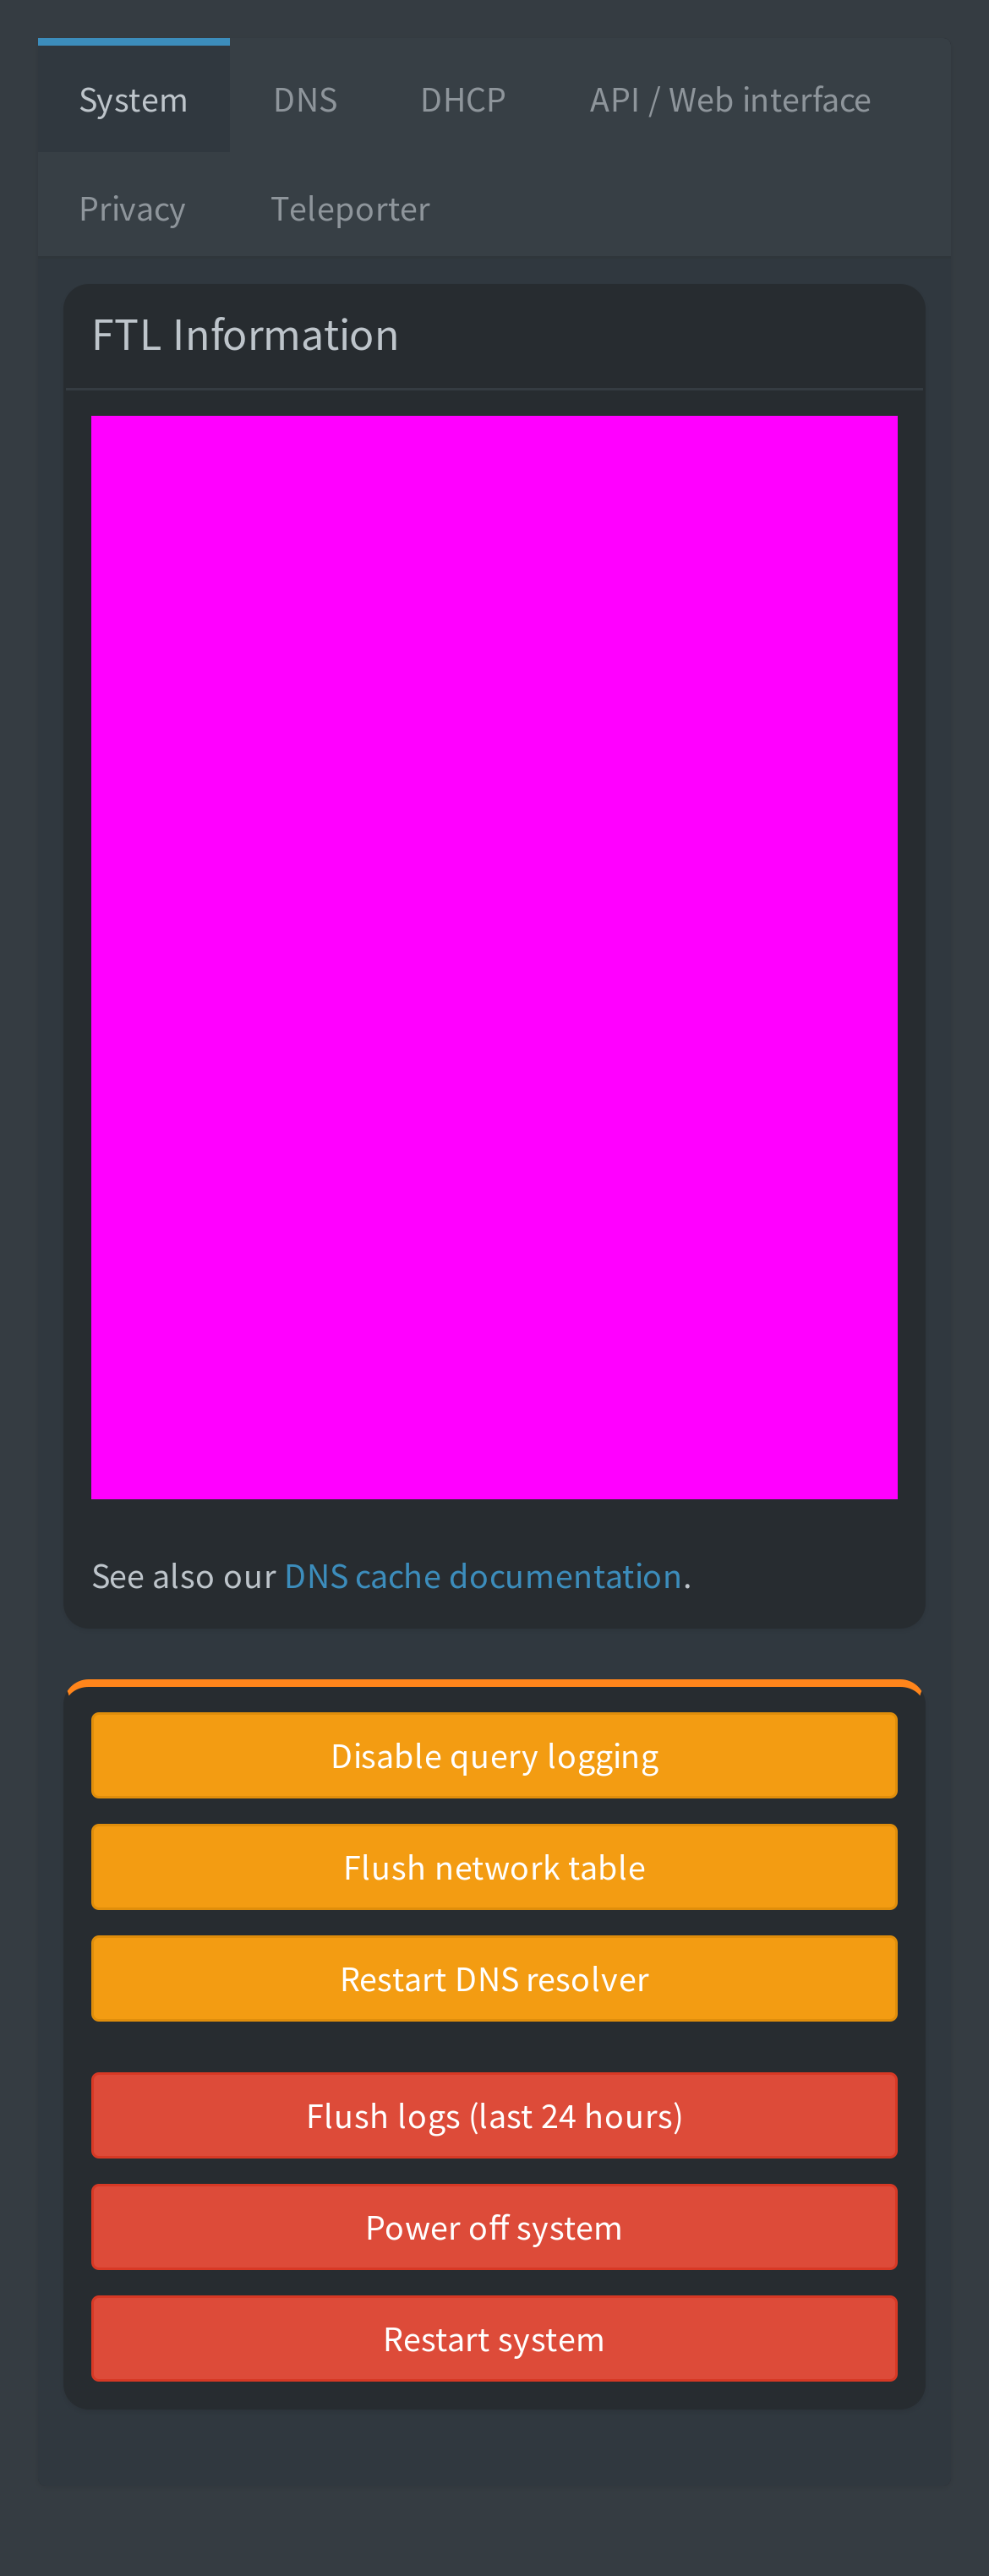 System DNS DHCP API / Web interface
Privacy Teleporter
FTL Information
See also our DNS cache documentation.
Disable query logging
Flush network table
Restart DNS resolver
Flush logs (last 24 hours)
Power off system
Restart system